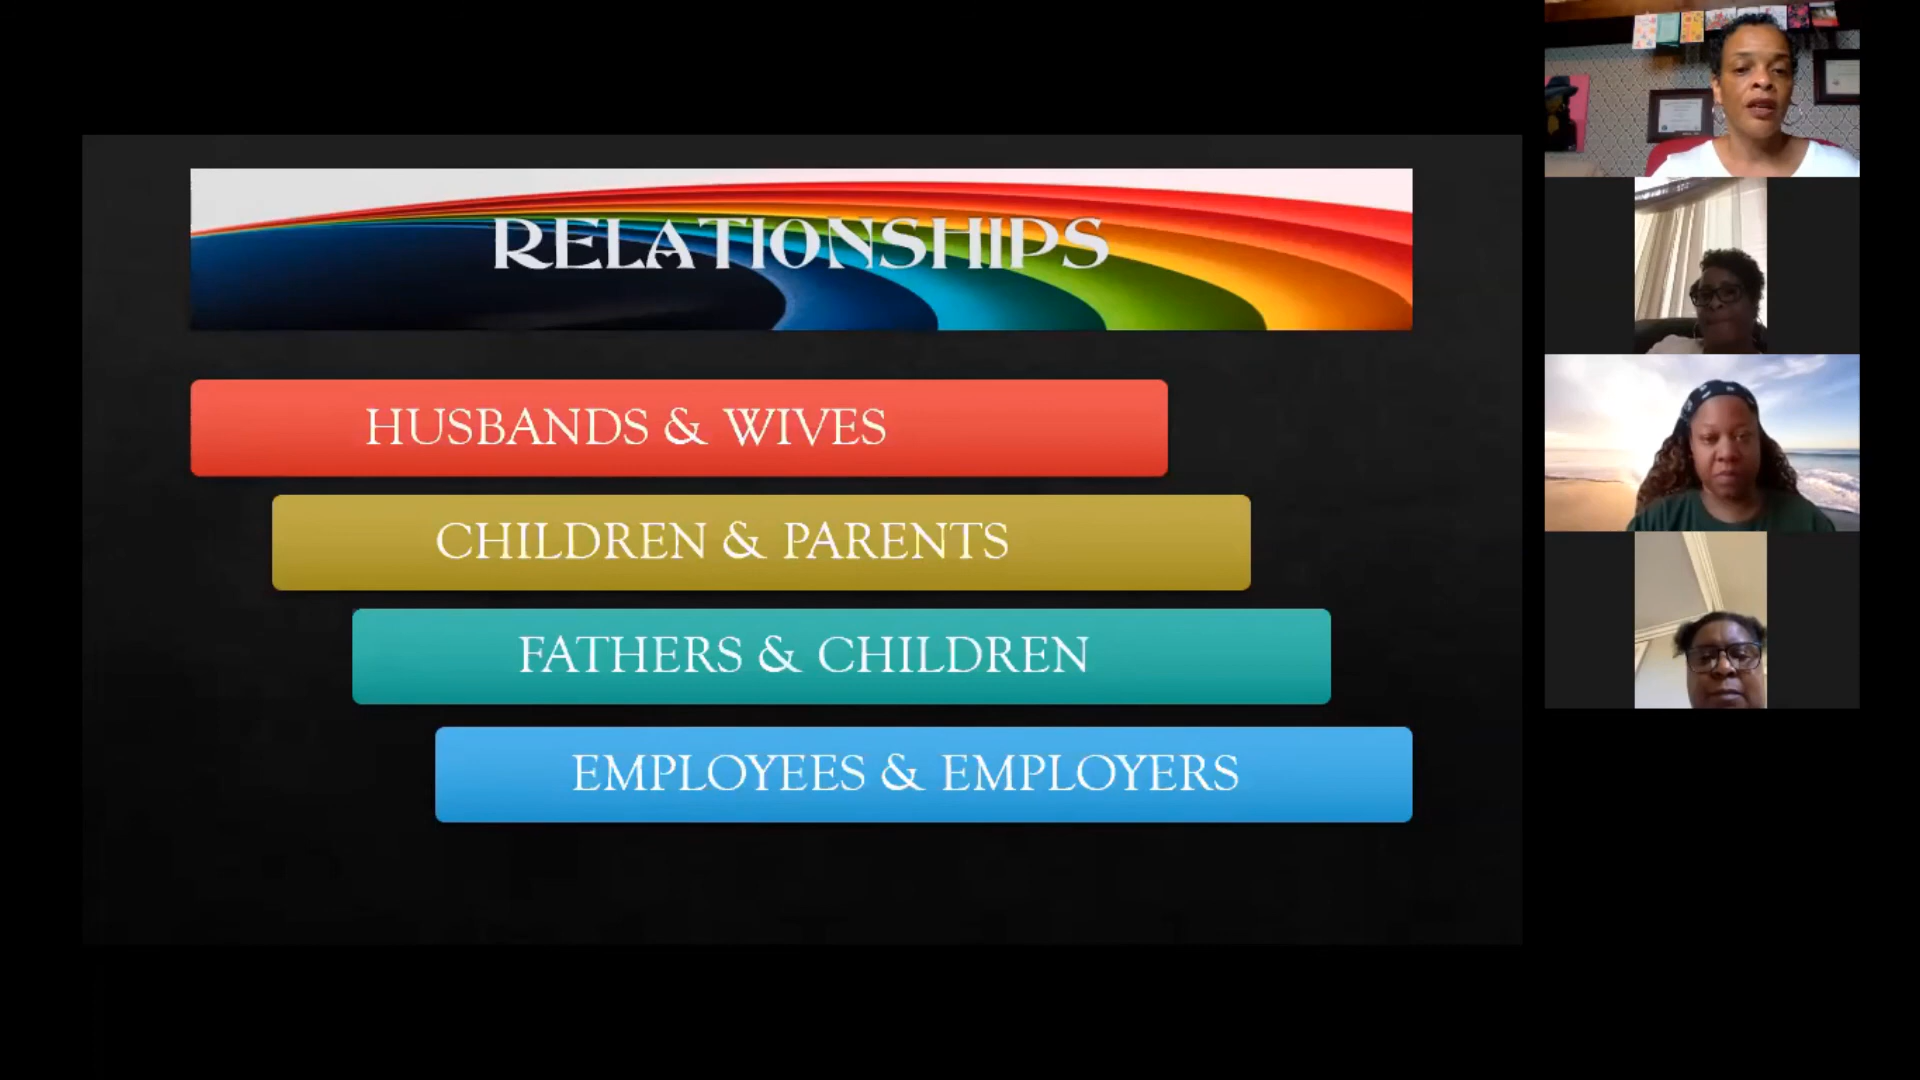 RELATIONSHIPS
HUSBANDS & WIVES
CHILDREN & PARENTS
FATHERS & CHILDREN
EMPLOYEES & EMPLOYERS